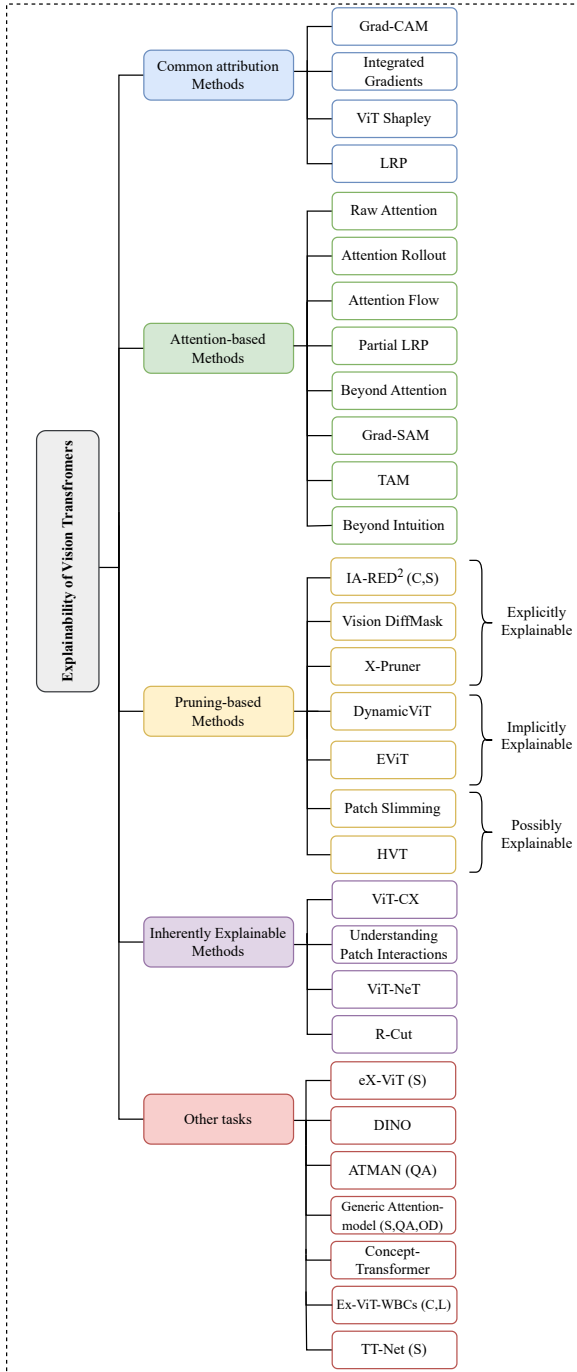 Explainability of Vision Transfromers
Common attribution
Methods
Grad-CAM
Integrated
Gradients
ViT Shapley
LRP
Attention-based
Methods
Raw Attention
Attention Rollout
Attention Flow
Partial LRP
Beyond Attention
Grad-SAM
TAM
Beyond Intuition
Pruning-based
Methods
IA-RED² (C,S)
Vision DiffMask
X-Pruner
Explicitly
Explainable
DynamicViT
EViT
Implicitly
Explainable
Patch Slimming
HVT
Possibly
Explainable
Inherently Explainable
Methods
ViT-CX
Understanding
Patch Interactions
ViT-NeT
R-Cut
Other tasks
eX-ViT (S)
DINO
ATMAN (QA)
Generic Attention-
model (S,QA,OD)
Concept-
Transformer
Ex-ViT-WBCs (C,L)
TT-Net (S)